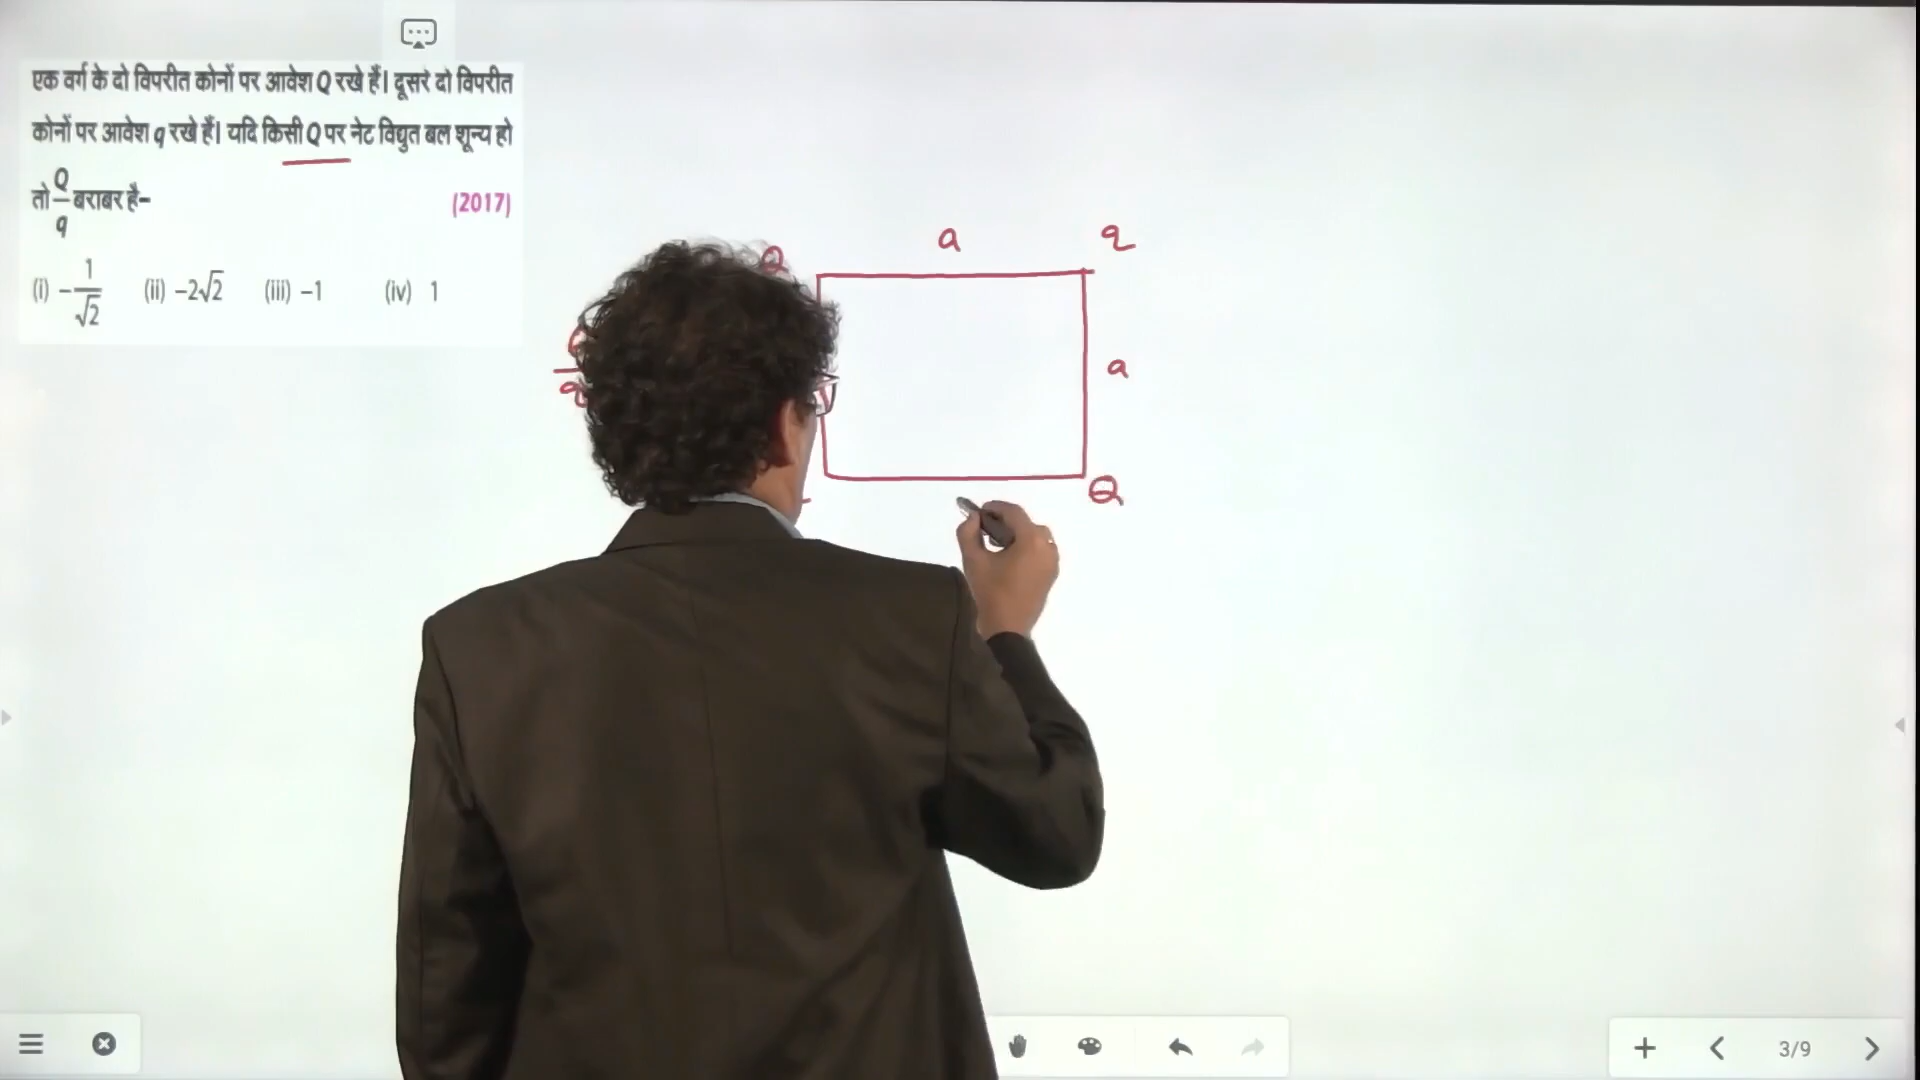 एक वर्ग के दो विपरीत कोनों पर आवेश Q रखे हैं। दूसरे दो विपरीत
कोनों पर आवेश q रखे हैं। यदि किसी Q पर नेट विद्युत बल शून्य हो
तो Q/q बराबर है–
(2017)
(i) −1/√2 (ii) −2√2 (iii) −1 (iv) 1
Q a q
a
q
Q
3/9